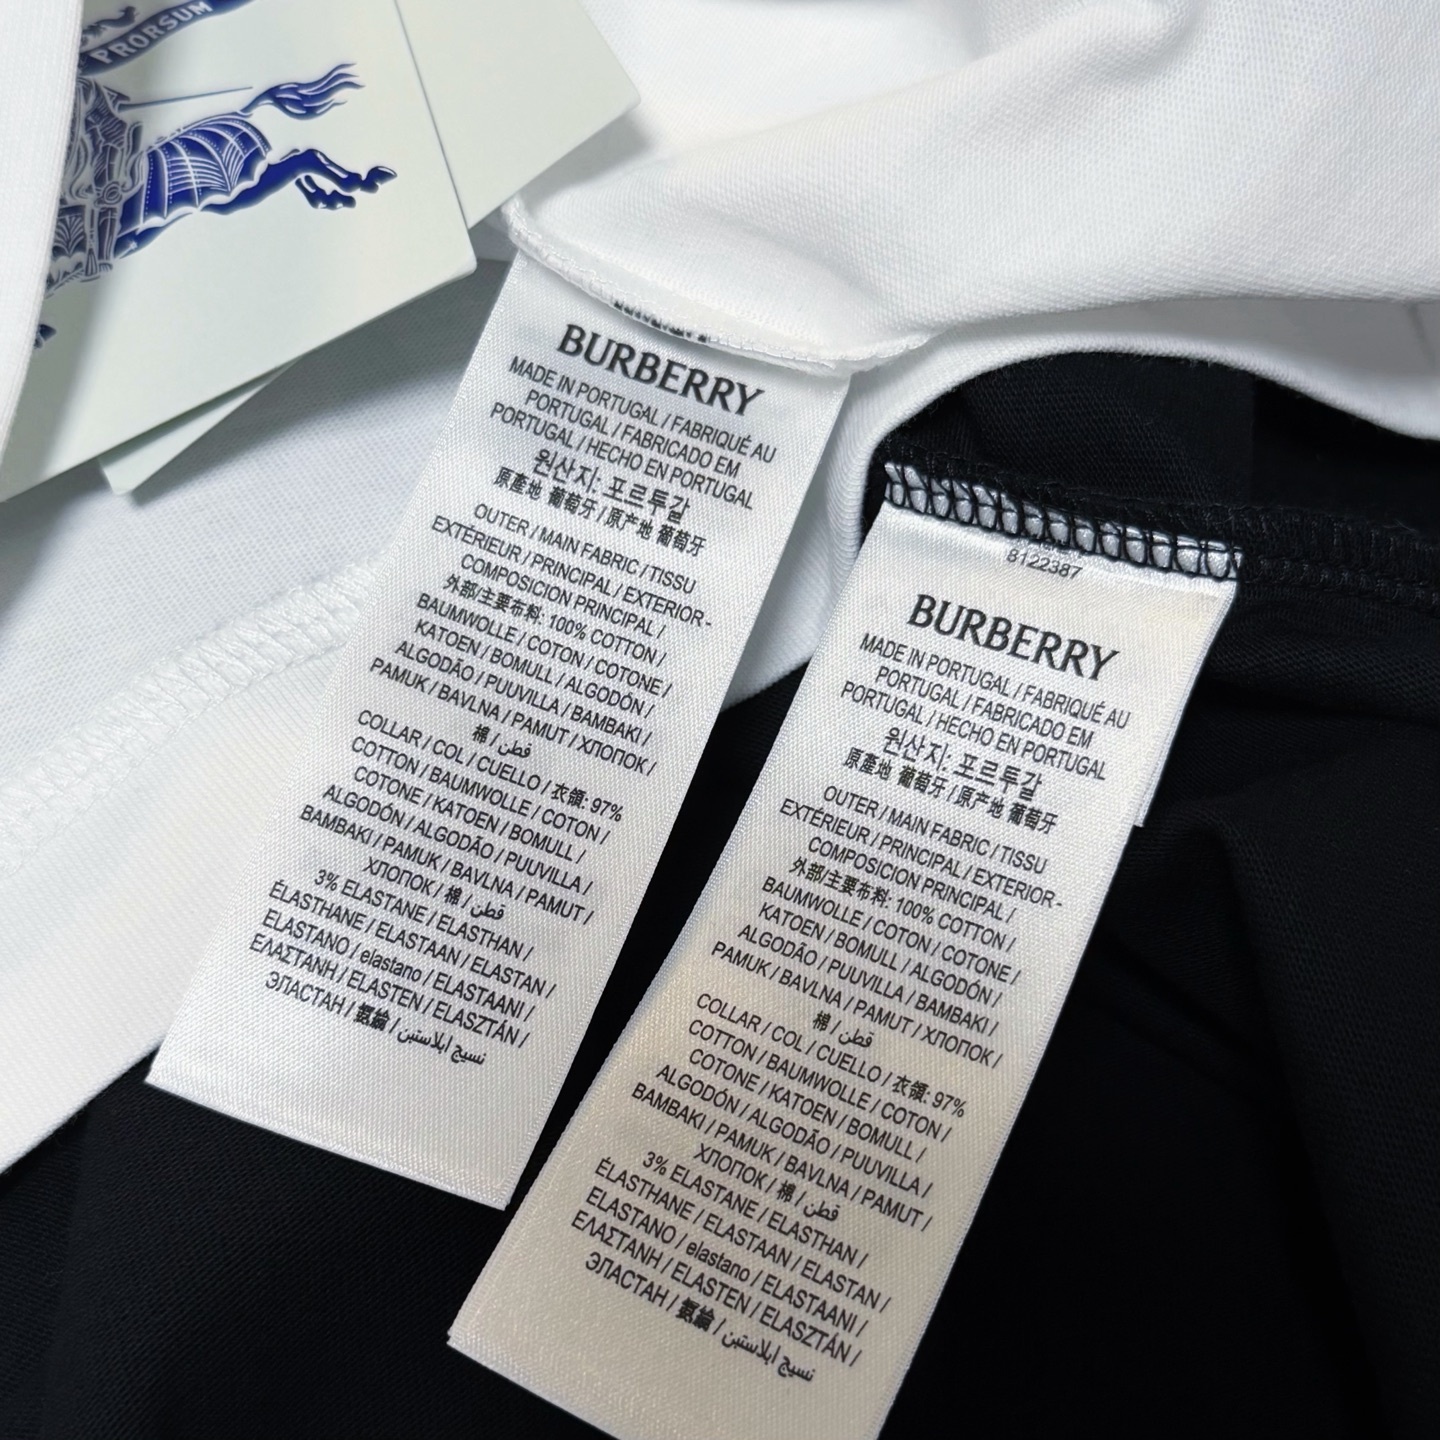 PRORSUM
BURBERRY
MADE IN PORTUGAL / FABRIQUÉ AU
PORTUGAL / FABRICADO EM
PORTUGAL / HECHO EN PORTUGAL
원산지: 포르투갈
原產地 葡萄牙 / 原产地 葡萄牙
OUTER / MAIN FABRIC / TISSU
EXTÉRIEUR / PRINCIPAL / EXTERIOR-
COMPOSICION PRINCIPAL /
外部/主要布料: 100% COTTON /
BAUMWOLLE / COTON / COTONE /
KATOEN / BOMULL / ALGODÓN /
ALGODÃO / PUUVILLA / BAMBAKI /
PAMUK / BAVLNA / PAMUT / ХЛОПОК /
棉 / قطن
COLLAR / COL / CUELLO / 衣領: 97%
COTTON / BAUMWOLLE / COTON /
COTONE / KATOEN / BOMULL /
ALGODÓN / ALGODÃO / PUUVILLA /
BAMBAKI / PAMUK / BAVLNA / PAMUT /
ХЛОПОК / 棉 / قطن
3% ELASTANE / ELASTHAN /
ÉLASTHANE / ELASTAAN / ELASTAN /
ELASTANO / elastano / ELASTAANI /
ΕΛΑΣΤΑΝΗ / ELASTEN / ELASZTÁN /
ЭЛАСТАН / 氨綸 / نسيج ايلاستين
8122387
BURBERRY
MADE IN PORTUGAL / FABRIQUÉ AU
PORTUGAL / FABRICADO EM
PORTUGAL / HECHO EN PORTUGAL
원산지: 포르투갈
原產地 葡萄牙 / 原产地 葡萄牙
OUTER / MAIN FABRIC / TISSU
EXTÉRIEUR / PRINCIPAL / EXTERIOR-
COMPOSICION PRINCIPAL /
外部/主要布料: 100% COTTON /
BAUMWOLLE / COTON / COTONE /
KATOEN / BOMULL / ALGODÓN /
ALGODÃO / PUUVILLA / BAMBAKI /
PAMUK / BAVLNA / PAMUT / ХЛОПОК /
棉 / قطن
COLLAR / COL / CUELLO / 衣領: 97%
COTTON / BAUMWOLLE / COTON /
COTONE / KATOEN / BOMULL /
ALGODÓN / ALGODÃO / PUUVILLA /
BAMBAKI / PAMUK / BAVLNA / PAMUT /
ХЛОПОК / 棉 / قطن
3% ELASTANE / ELASTHAN /
ÉLASTHANE / ELASTAAN / ELASTAN /
ELASTANO / elastano / ELASTAANI /
ΕΛΑΣΤΑΝΗ / ELASTEN / ELASZTÁN /
ЭЛАСТАН / 氨綸 / نسيج ايلاستين